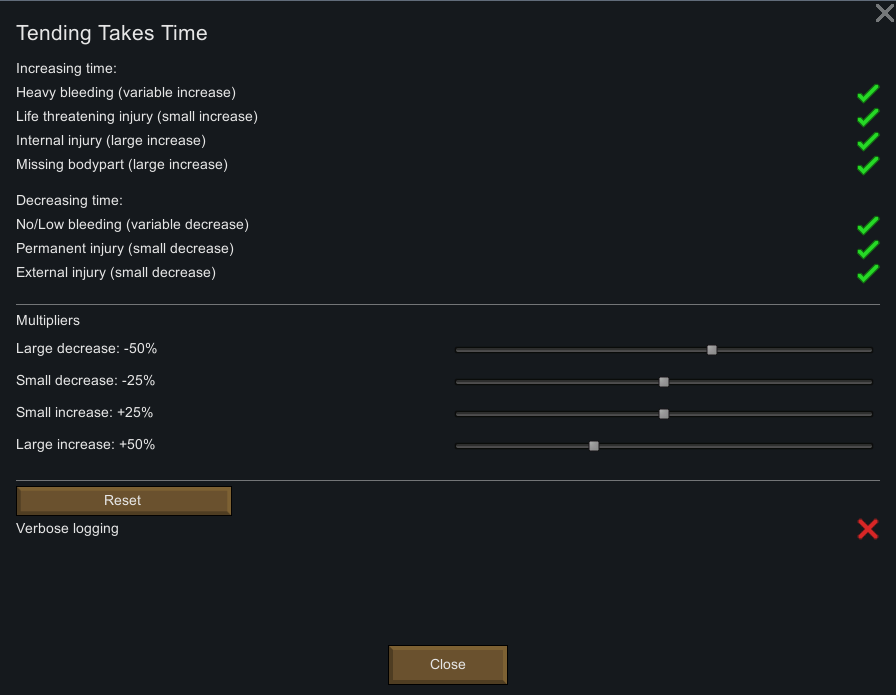 Tending Takes Time
Increasing time:
Heavy bleeding (variable increase)
Life threatening injury (small increase)
Internal injury (large increase)
Missing bodypart (large increase)
Decreasing time:
No/Low bleeding (variable decrease)
Permanent injury (small decrease)
External injury (small decrease)
Multipliers
Large decrease: -50%
Small decrease: -25%
Small increase: +25%
Large increase: +50%
Reset
Verbose logging
Close